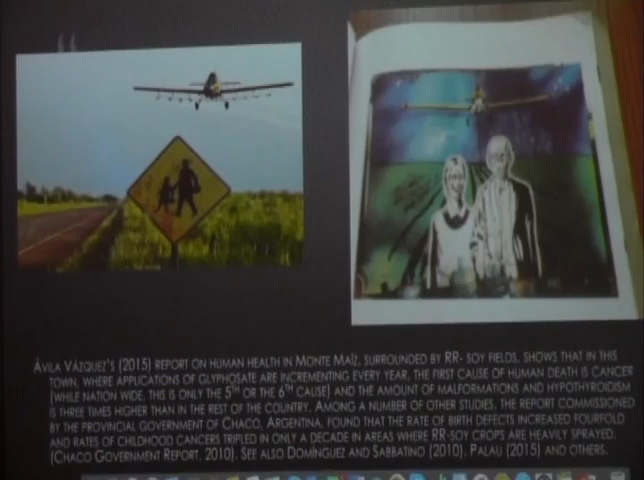 ÁVILA VÁZQUEZ'S (2015) REPORT ON HUMAN HEALTH IN MONTE MAÍZ, SURROUNDED BY RR- SOY FIELDS, SHOWS THAT IN THIS
TOWN, WHERE APPLICATIONS OF GLYPHOSATE ARE INCREMENTING EVERY YEAR, THE FIRST CAUSE OF HUMAN DEATH IS CANCER
(WHILE NATION WIDE, THIS IS ONLY THE 5TH OR THE 6TH CAUSE) AND THE AMOUNT OF MALFORMATIONS AND HYPOTHYROIDISM
IS THREE TIMES HIGHER THAN IN THE REST OF THE COUNTRY. AMONG A NUMBER OF OTHER STUDIES, THE REPORT COMMISSIONED
BY THE PROVINCIAL GOVERNMENT OF CHACO, ARGENTINA, FOUND THAT THE RATE OF BIRTH DEFECTS INCREASED FOURFOLD
AND RATES OF CHILDHOOD CANCERS TRIPLED IN ONLY A DECADE IN AREAS WHERE RR-SOY CROPS ARE HEAVILY SPRAYED.
(CHACO GOVERNMENT REPORT, 2010). SEE ALSO DOMÍNGUEZ AND SABBATINO (2010), PALAU (2015) AND OTHERS.